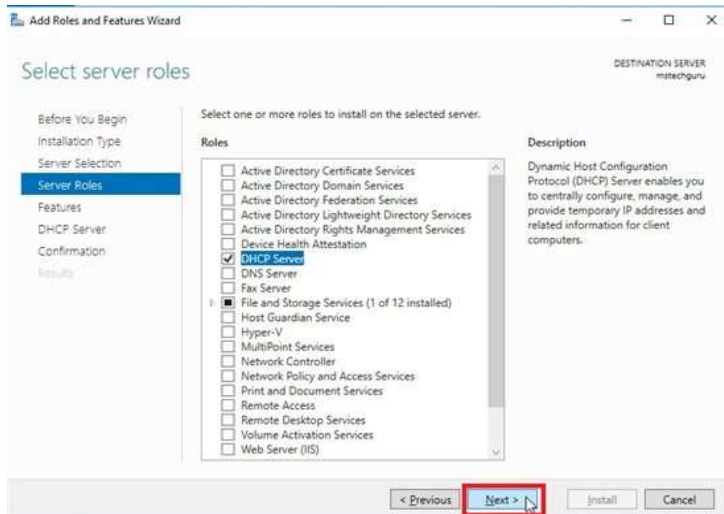 Add Roles and Features Wizard
Select server roles
DESTINATION SERVER
mstechguru
Before You Begin
Installation Type
Server Selection
Server Roles
Features
DHCP Server
Confirmation
Results
Select one or more roles to install on the selected server.
Roles
Active Directory Certificate Services
Active Directory Domain Services
Active Directory Federation Services
Active Directory Lightweight Directory Services
Active Directory Rights Management Services
Device Health Attestation
DHCP Server
DNS Server
Fax Server
File and Storage Services (1 of 12 installed)
Host Guardian Service
Hyper-V
MultiPoint Services
Network Controller
Network Policy and Access Services
Print and Document Services
Remote Access
Remote Desktop Services
Volume Activation Services
Web Server (IIS)
Description
Dynamic Host Configuration
Protocol (DHCP) Server enables you
to centrally configure, manage, and
provide temporary IP addresses and
related information for client
computers.
< Previous
Next >
Install
Cancel